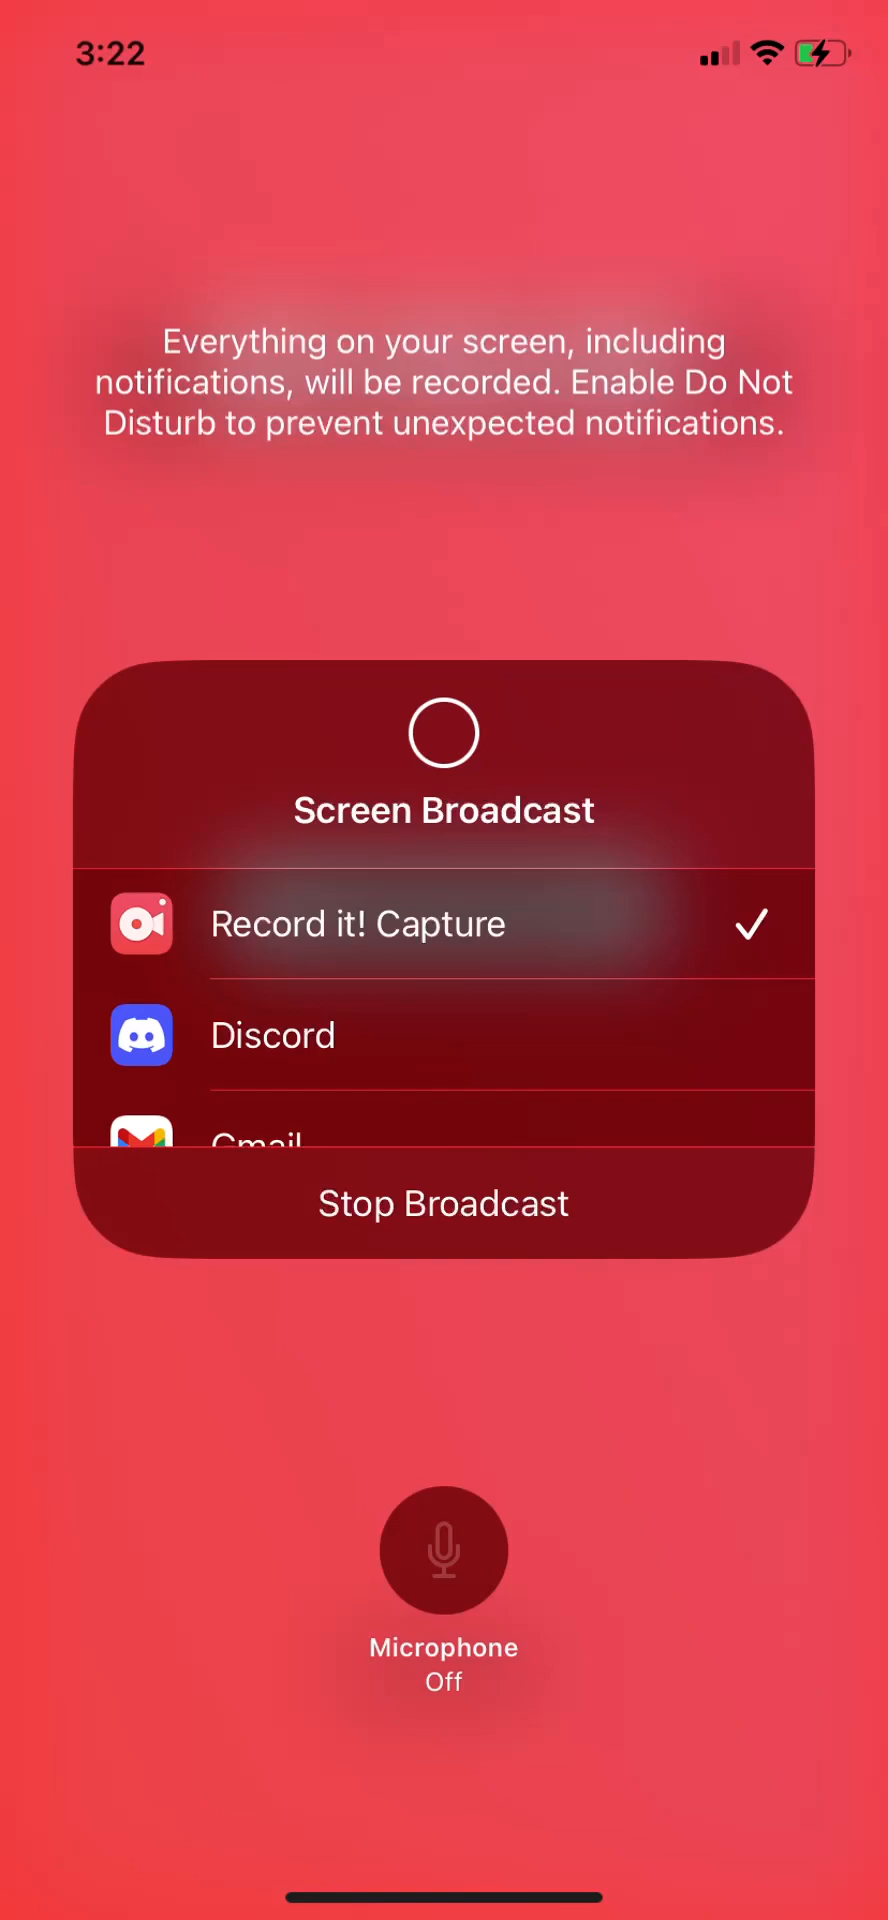 3:22
Everything on your screen, including
notifications, will be recorded. Enable Do Not
Disturb to prevent unexpected notifications.
Screen Broadcast
Record it! Capture
Discord
Gmail
Stop Broadcast
Microphone
Off